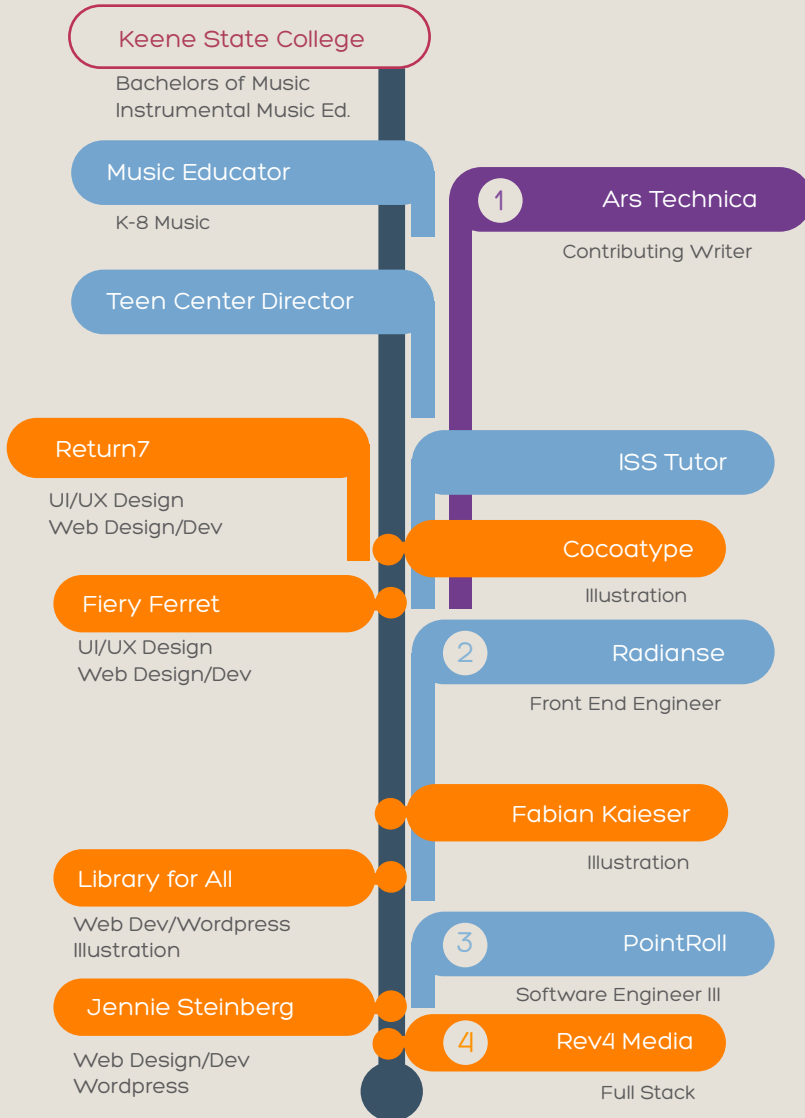 Keene State College
Bachelors of Music
Instrumental Music Ed.
Music Educator
K-8 Music
1
Ars Technica
Contributing Writer
Teen Center Director
Return7
UI/UX Design
Web Design/Dev
ISS Tutor
Cocoatype
Illustration
Fiery Ferret
UI/UX Design
Web Design/Dev
2
Radianse
Front End Engineer
Fabian Kaieser
Illustration
Library for All
Web Dev/Wordpress
Illustration
3
PointRoll
Software Engineer III
Jennie Steinberg
Web Design/Dev
Wordpress
4
Rev4 Media
Full Stack